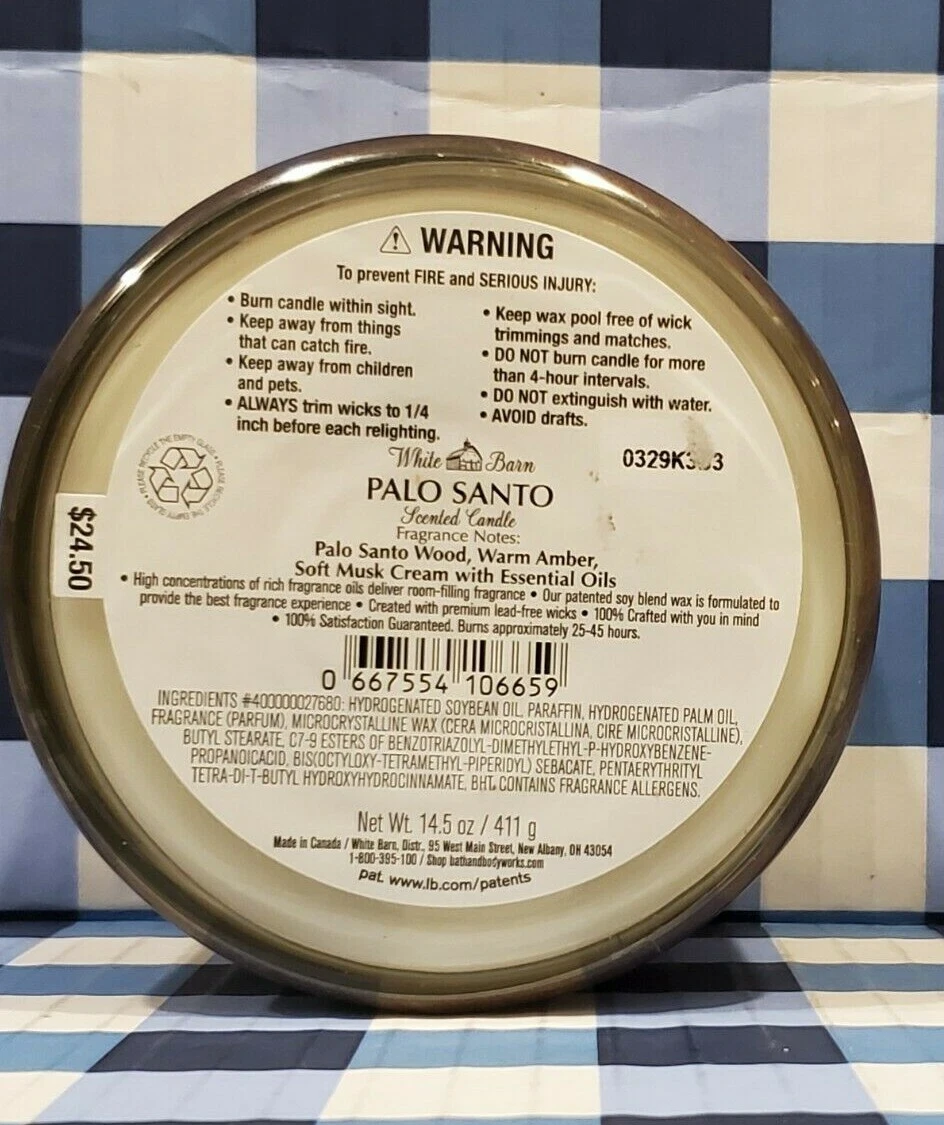 WARNING
To prevent FIRE and SERIOUS INJURY:
• Burn candle within sight.
• Keep away from things
that can catch fire.
• Keep away from children
and pets.
• ALWAYS trim wicks to 1/4
inch before each relighting.
• Keep wax pool free of wick
trimmings and matches.
• DO NOT burn candle for more
than 4-hour intervals.
• DO NOT extinguish with water.
• AVOID drafts.
PLEASE RECYCLE THE EMPTY GLASS • PLEASE RECYCLE THE EMPTY GLASS •
White Barn
PALO SANTO
Scented Candle
Fragrance Notes:
Palo Santo Wood, Warm Amber,
Soft Musk Cream with Essential Oils
$24.50
• High concentrations of rich fragrance oils deliver room-filling fragrance • Our patented soy blend wax is formulated to
provide the best fragrance experience • Created with premium lead-free wicks • 100% Crafted with you in mind
• 100% Satisfaction Guaranteed. Burns approximately 25-45 hours.
0 667554 106659
INGREDIENTS #400000027680: HYDROGENATED SOYBEAN OIL, PARAFFIN, HYDROGENATED PALM OIL,
FRAGRANCE (PARFUM), MICROCRYSTALLINE WAX (CERA MICROCRISTALLINA, CIRE MICROCRISTALLINE),
BUTYL STEARATE, C7-9 ESTERS OF BENZOTRIAZOLYL-DIMETHYLETHYL-P-HYDROXYBENZENE-
PROPANOICACID, BIS(OCTYLOXY-TETRAMETHYL-PIPERIDYL) SEBACATE, PENTAERYTHRITYL
TETRA-DI-T-BUTYL HYDROXYHYDROCINNAMATE, BHT. CONTAINS FRAGRANCE ALLERGENS.
Net Wt. 14.5 oz / 411 g
Made in Canada / White Barn, Distr., 95 West Main Street, New Albany, OH 43054
1-800-395-100 / Shop bathandbodyworks.com
pat. www.lb.com/patents